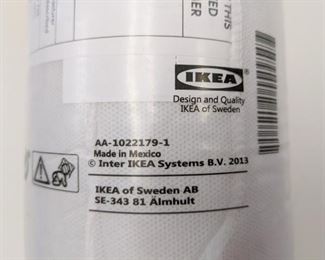 THIS
ED
ER
IKEA
Design and Quality
IKEA of Sweden
AA-1022179-1
Made in Mexico
© Inter IKEA Systems B.V. 2013
IKEA of Sweden AB
SE-343 81 Älmhult